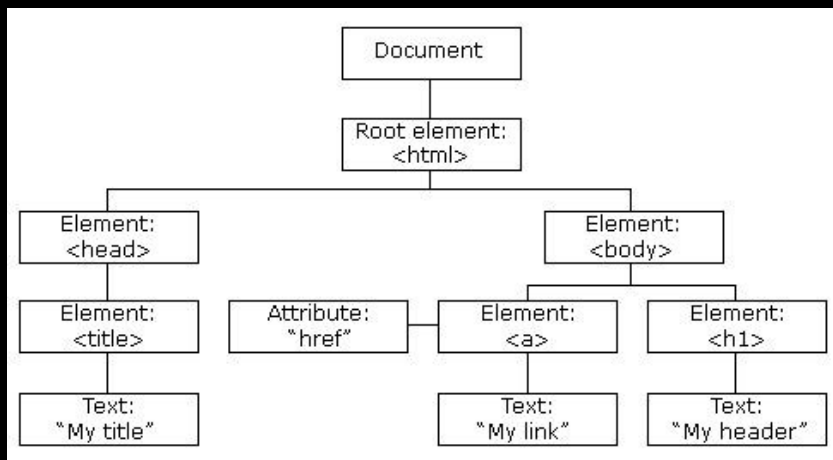 Document
Root element:
<html>
Element:
<head>
Element:
<body>
Element:
<title>
Attribute:
“href”
Element:
<a>
Element:
<h1>
Text:
“My title”
Text:
“My link”
Text:
“My header”